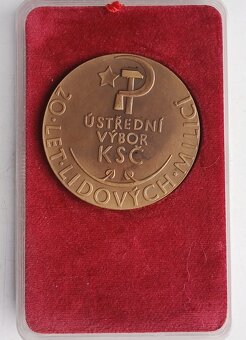 ÚSTŘEDNÍ
VÝBOR
KSČ
20 · LET · LIDOVÝCH · MILICÍ